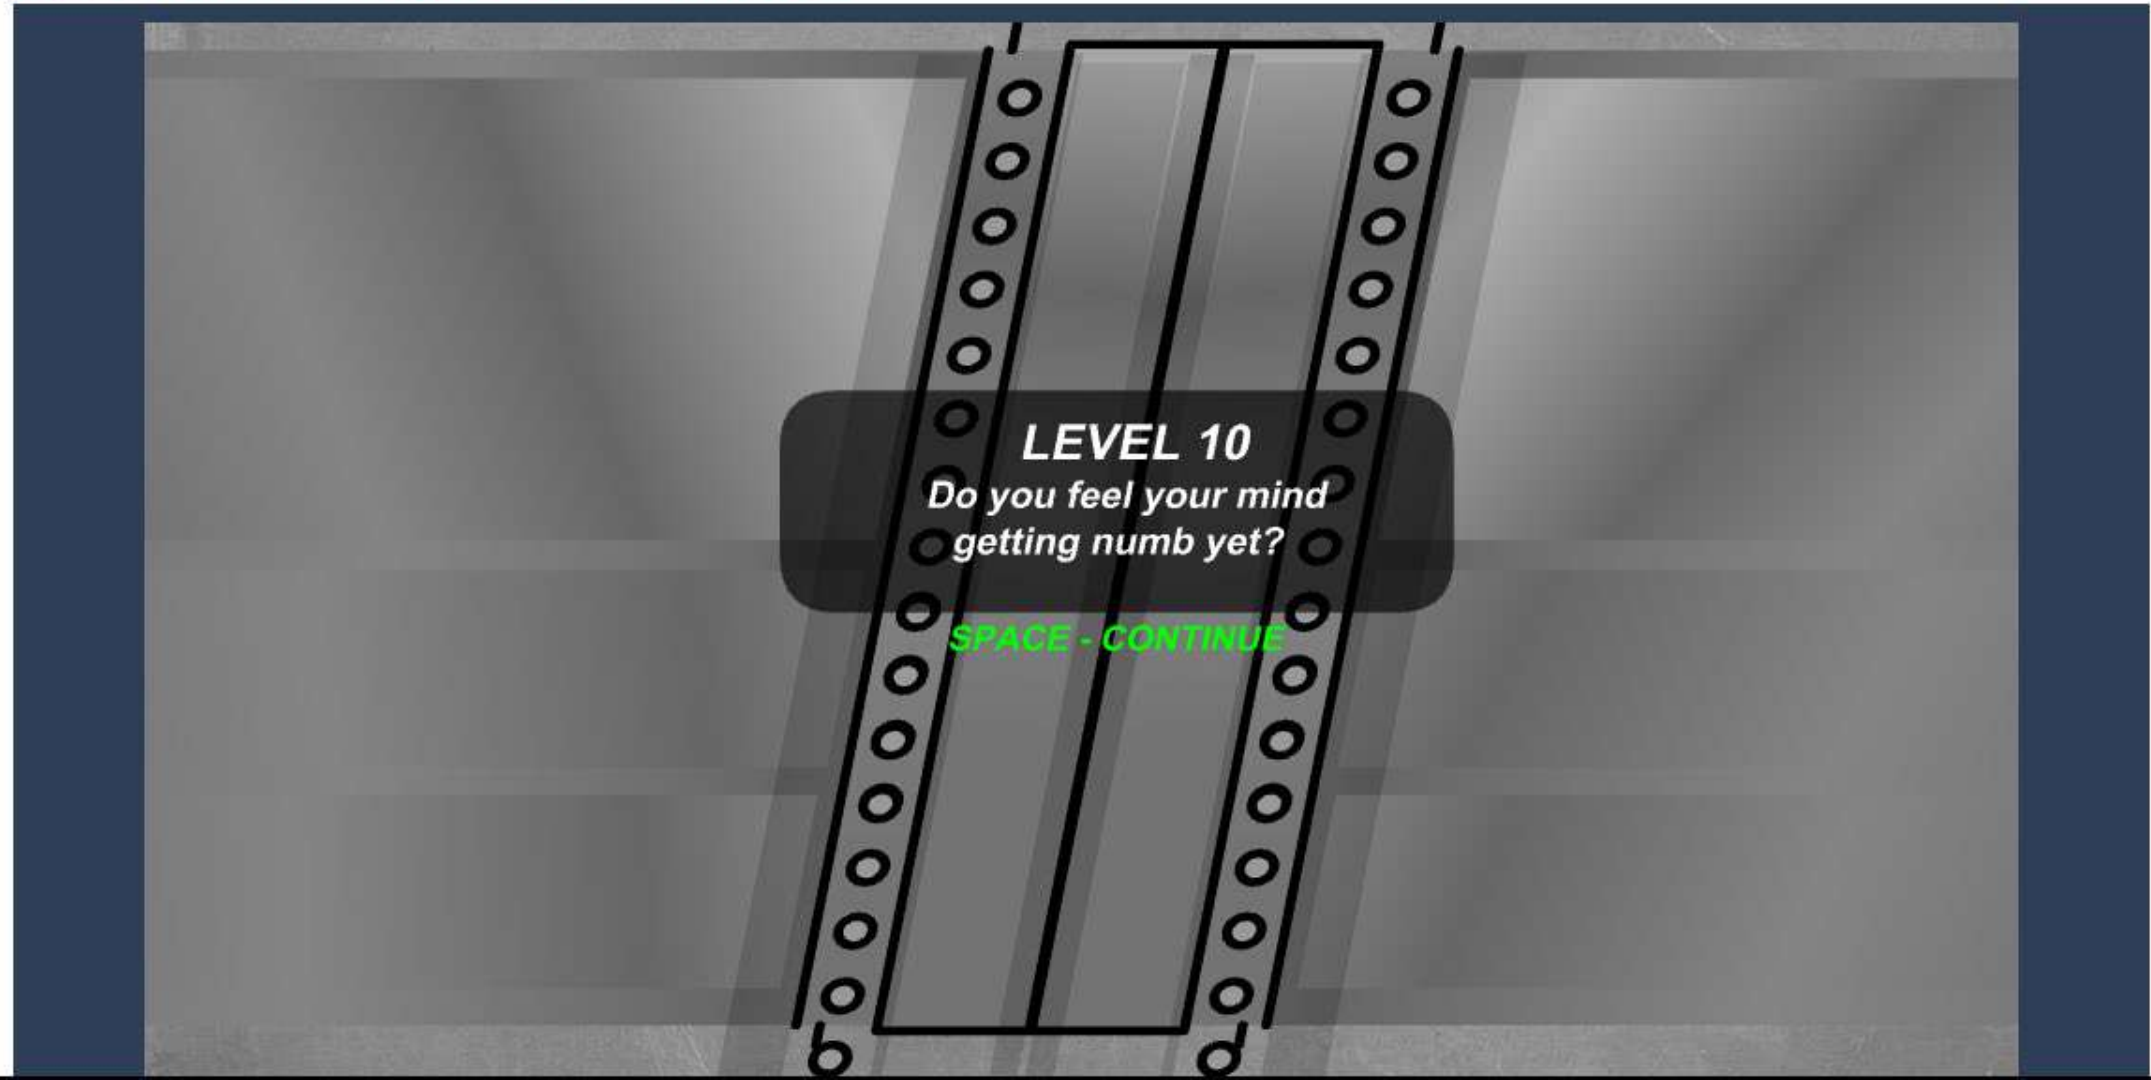 LEVEL 10
Do you feel your mind
getting numb yet?
SPACE - CONTINUE